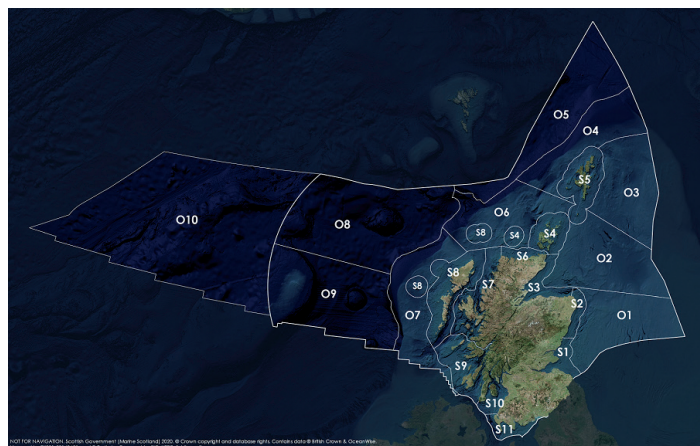 O5
O4
S5
O3
O10
O8
O6
S8
S4
S4
O2
S6
S8
S7
S3
S8
O9
S2
O7
O1
S1
S9
S10
S11
NOT FOR NAVIGATION. Scottish Government (Marine Scotland) 2020. © Crown copyright and database rights. Contains data © British Crown & OceanWise.